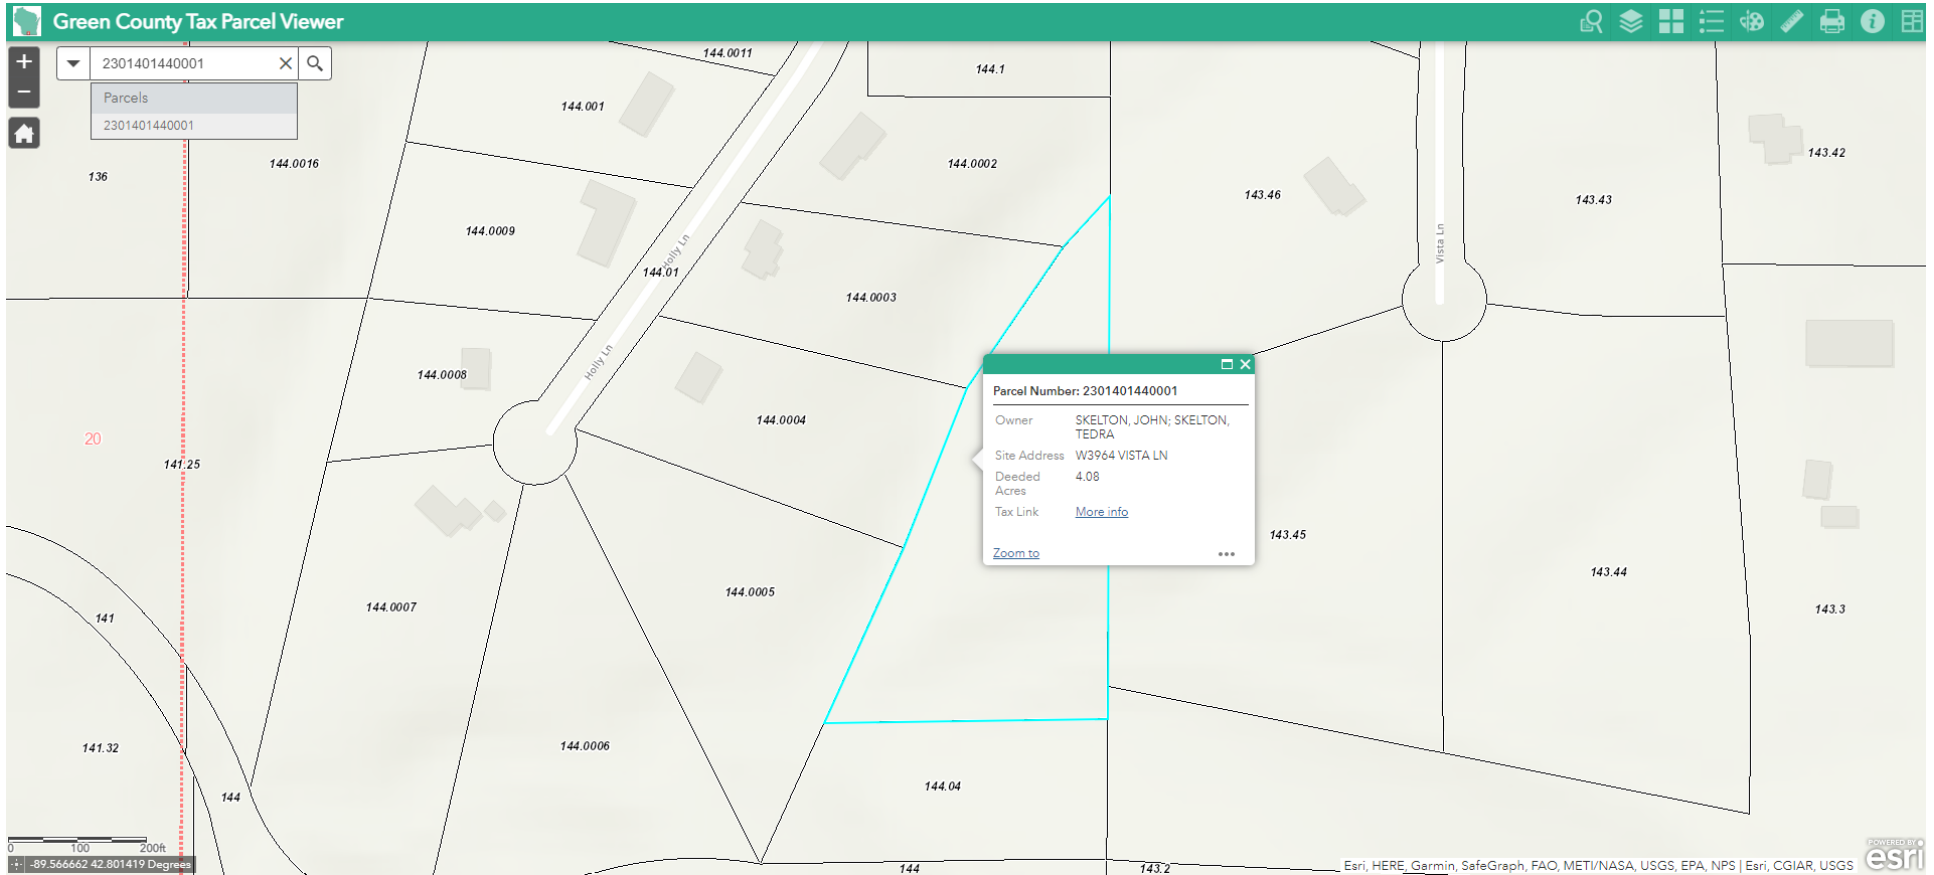 Green County Tax Parcel Viewer
+
2301401440001
−
Parcels
2301401440001
144.0011
144.1
144.001
144.0016
136
144.0002
143.46
143.43
143.42
144.0009
Holly Ln
144.01
144.0003
Vista Ln
Holly Ln
144.0008
144.0004
20
141.25
Parcel Number: 2301401440001
Owner SKELTON, JOHN; SKELTON,
TEDRA
Site Address W3964 VISTA LN
Deeded 4.08
Acres
Tax Link More info
Zoom to
143.45
143.44
143.3
144.0007
144.0005
141
141.32
144.0006
144.04
144
0 100 200ft
-89.566662 42.801419 Degrees
144
143.2
Esri, HERE, Garmin, SafeGraph, FAO, METI/NASA, USGS, EPA, NPS | Esri, CGIAR, USGS
POWERED BY
esri